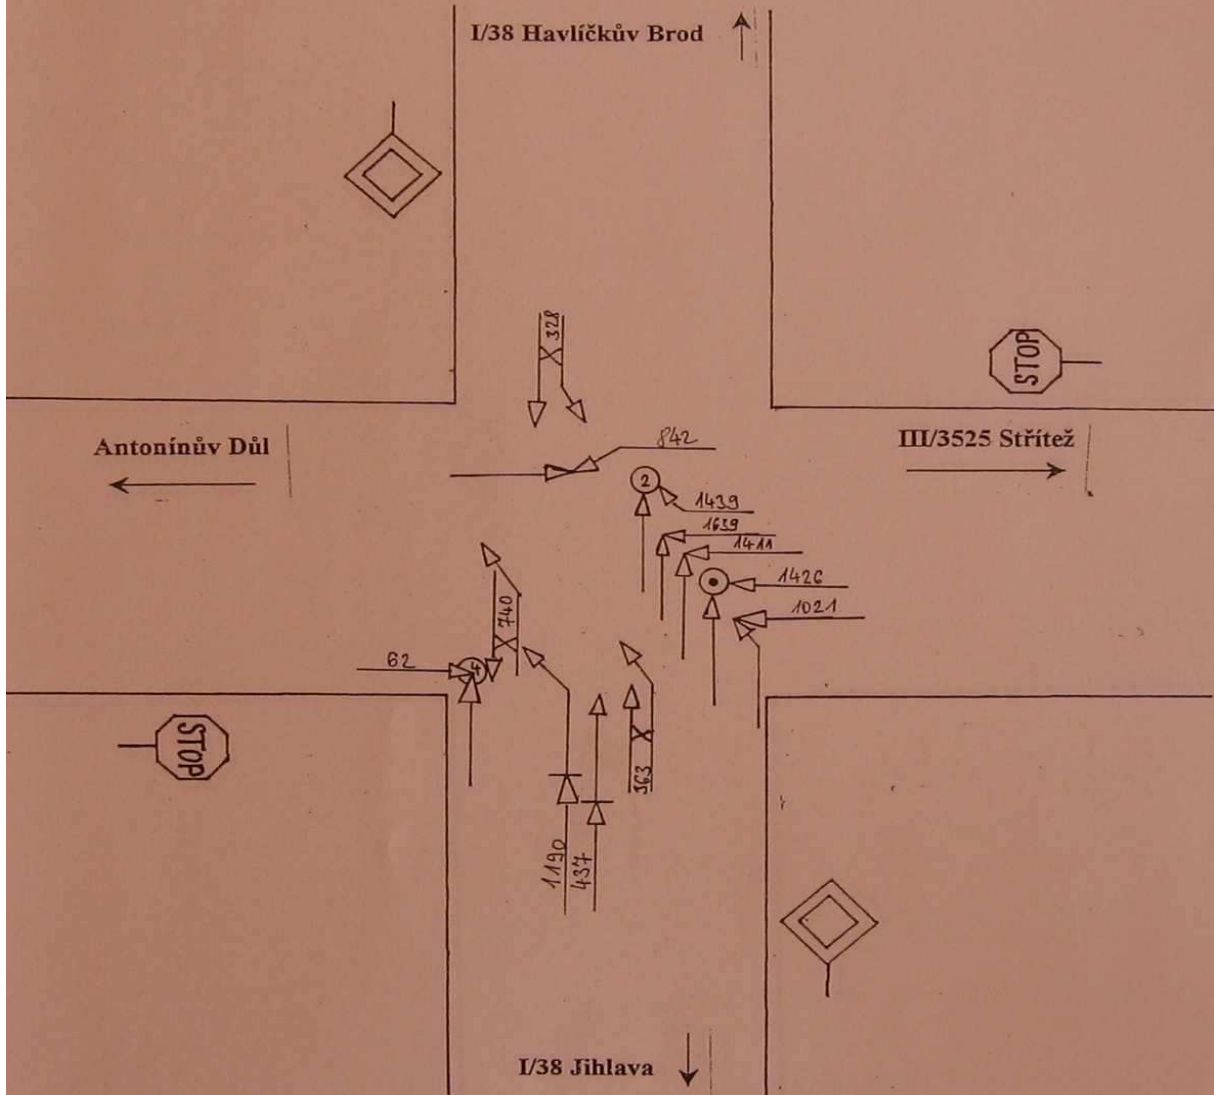 I/38 Havlíčkův Brod
328
STOP
Antonínův Důl
III/3525 Střítež
842
2
1439
1639
1411
1426
740
1021
62
4
STOP
363
1190
437
I/38 Jihlava